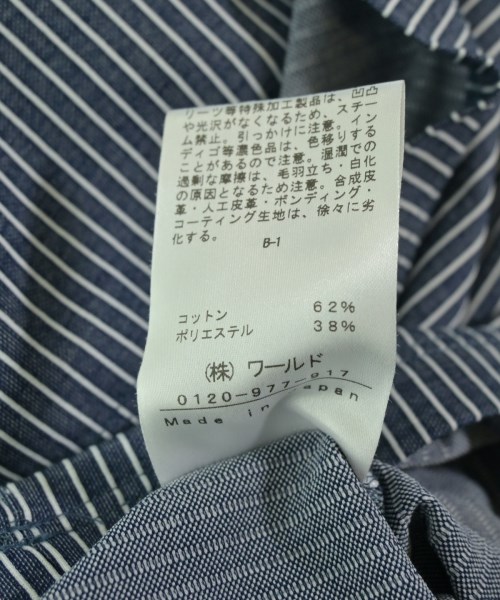 リーツ等特殊加工製品は、凹凸
や光沢がなくなるため、スチー
ム禁止。引っかけに注意。イン
ディゴ等濃色品は、色移りする
ことがあるので注意。湿潤での
過剰な摩擦は、毛羽立ち・白化
の原因となるため注意。合成皮
革・人工皮革・ボンディング・
コーティング生地は、徐々に劣
化する。
B-1
コットン 62%
ポリエステル 38%
(株) ワールド
0120-977-917
Made in Japan